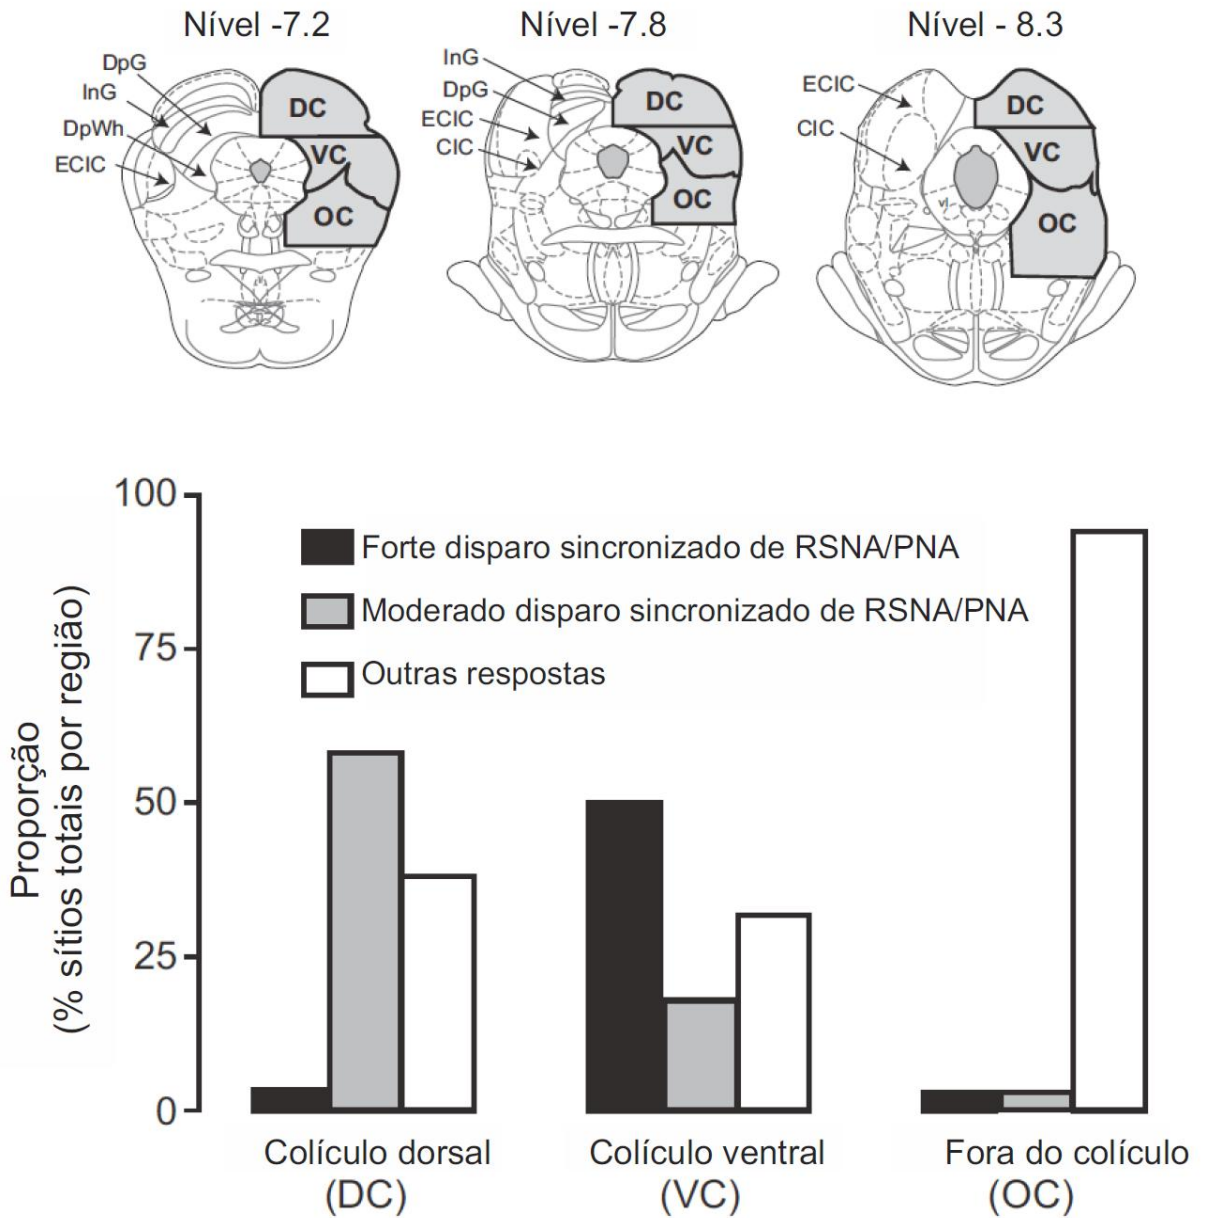 Nível -7.2
DpG
InG
DpWh
ECIC
DC
VC
OC
Nível -7.8
InG
DpG
ECIC
CIC
DC
VC
OC
Nível - 8.3
ECIC
CIC
DC
VC
OC
vl
Proporção
(% sítios totais por região)
100
75
50
25
0
Forte disparo sincronizado de RSNA/PNA
Moderado disparo sincronizado de RSNA/PNA
Outras respostas
Colículo dorsal
(DC)
Colículo ventral
(VC)
Fora do colículo
(OC)